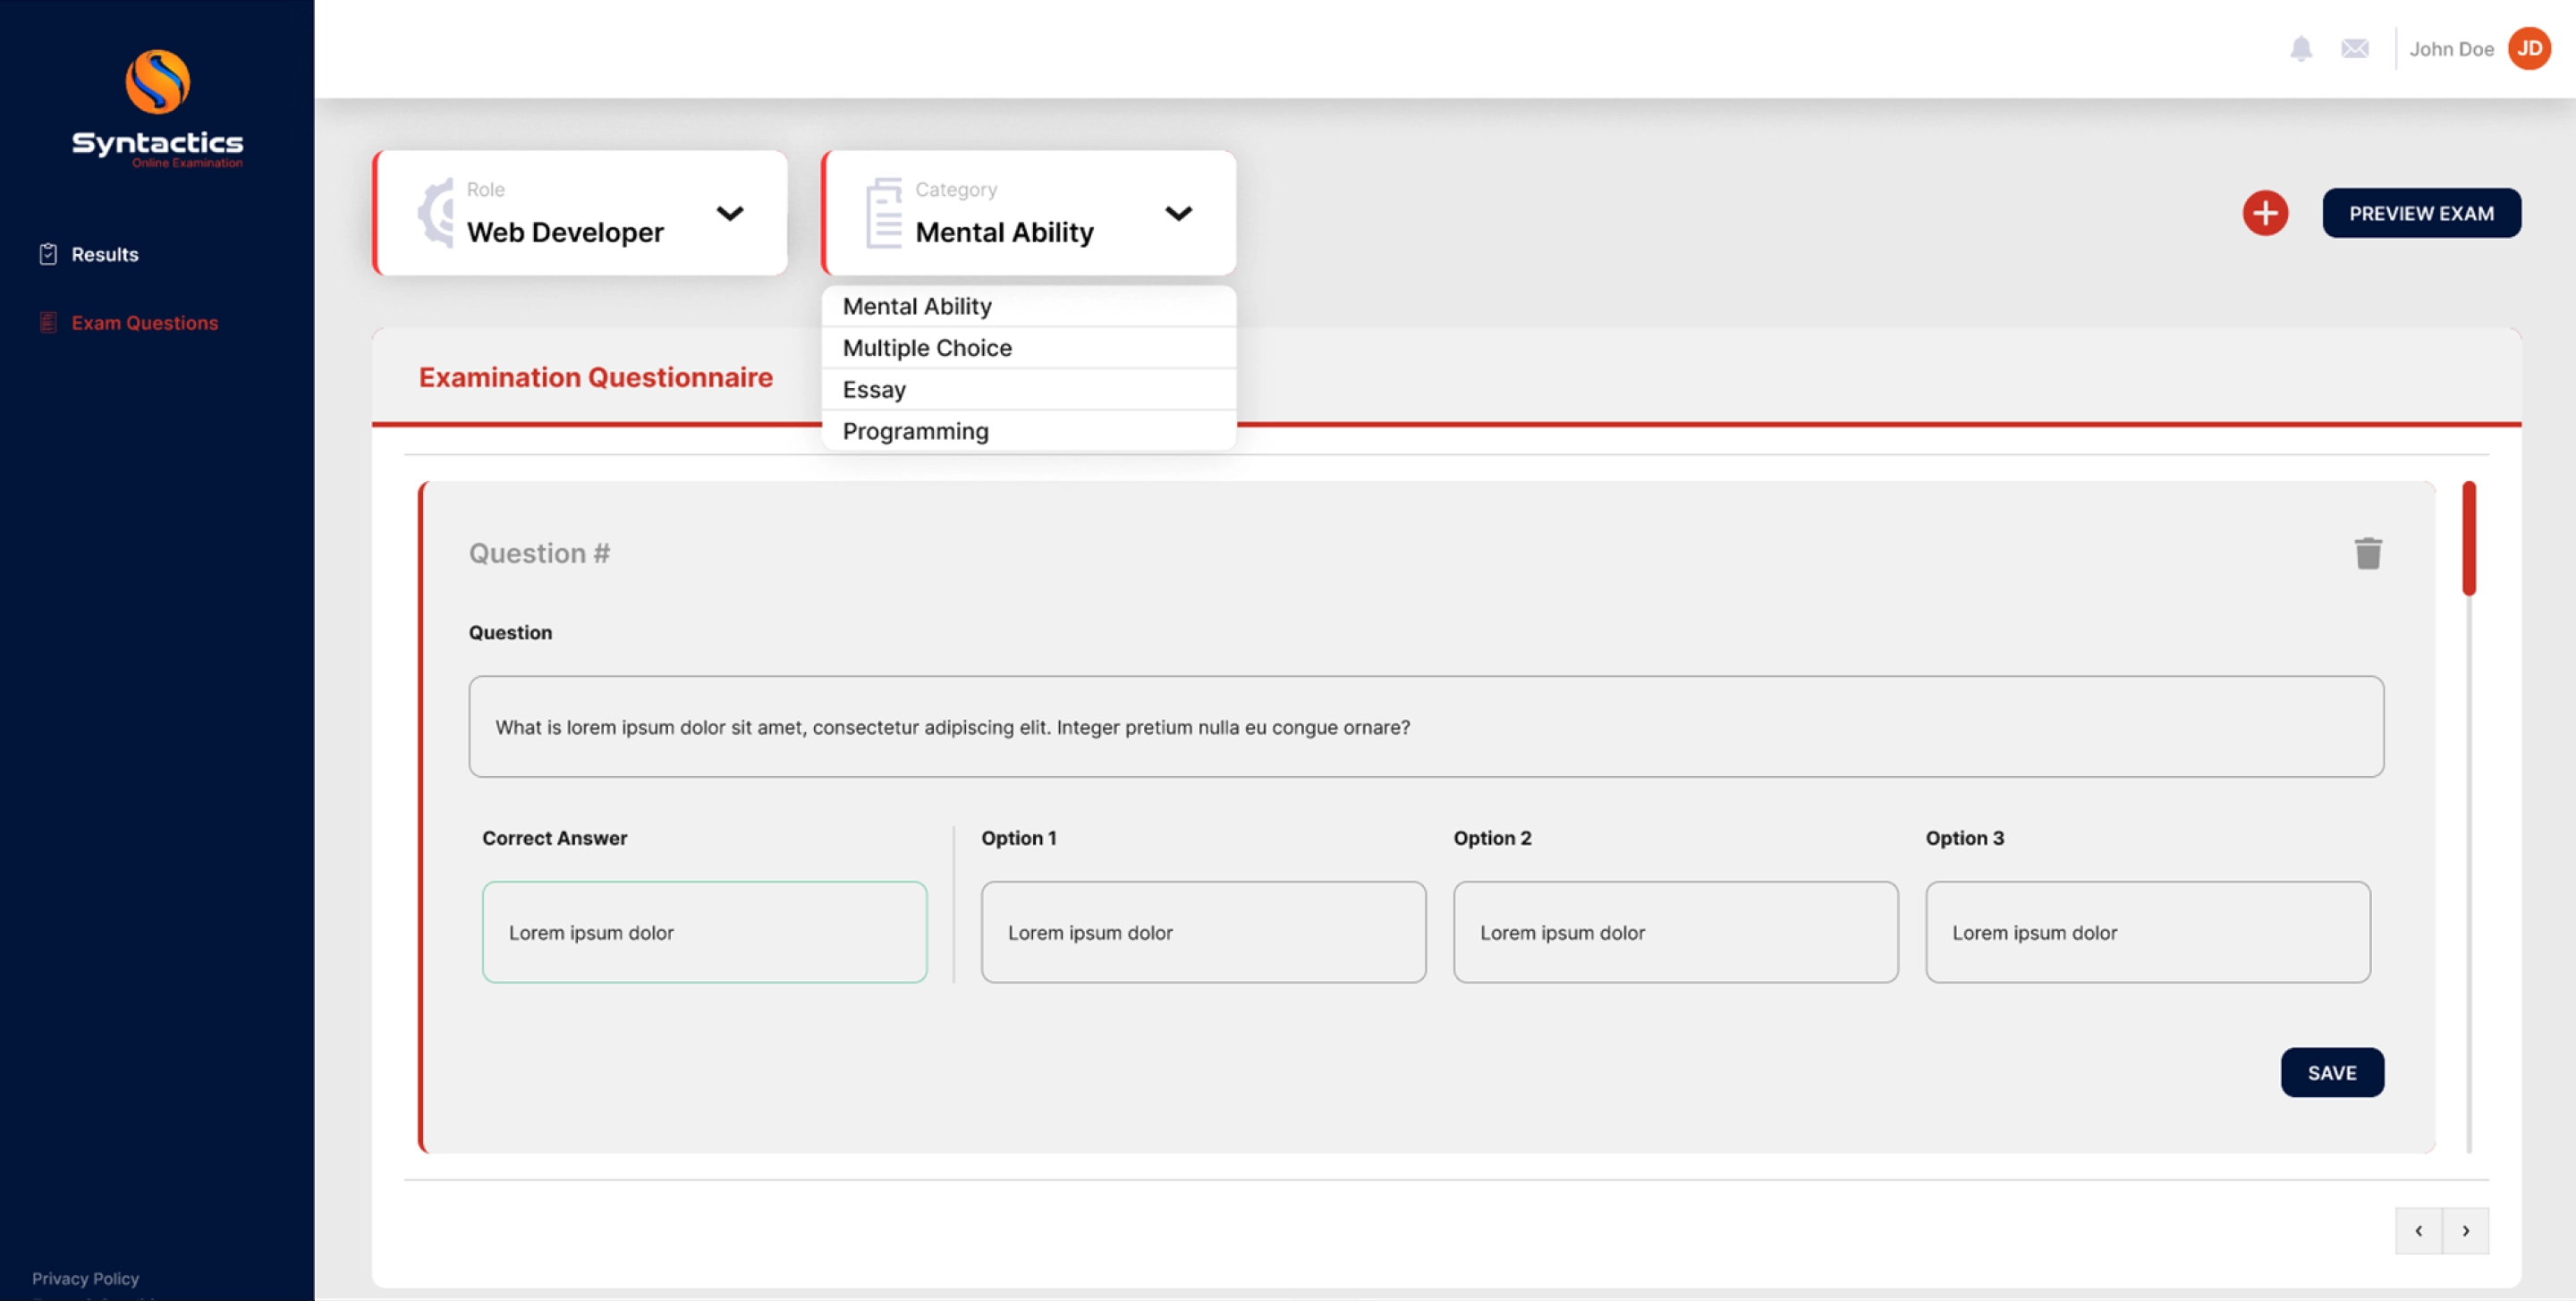 Syntactics
Online Examination
Results
Exam Questions
Privacy Policy
John Doe JD
Role
Web Developer
Category
Mental Ability
PREVIEW EXAM
Mental Ability
Multiple Choice
Essay
Programming
Examination Questionnaire
Question #
Question
What is lorem ipsum dolor sit amet, consectetur adipiscing elit. Integer pretium nulla eu congue ornare?
Correct Answer
Option 1
Option 2
Option 3
Lorem ipsum dolor
Lorem ipsum dolor
Lorem ipsum dolor
Lorem ipsum dolor
SAVE